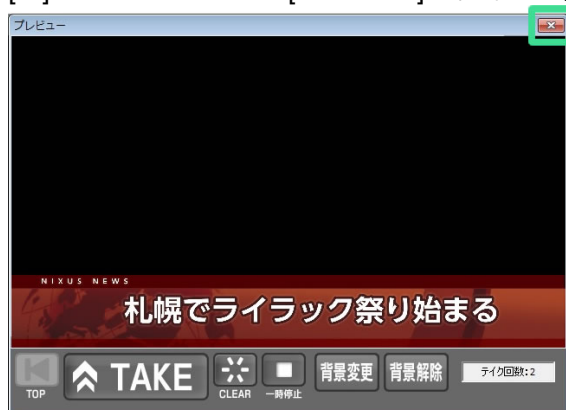 プレビュー
NIXUS NEWS
札幌でライラック祭り始まる
TAKE
背景変更
背景解除
テイク回数:2
TOP
CLEAR
一時停止